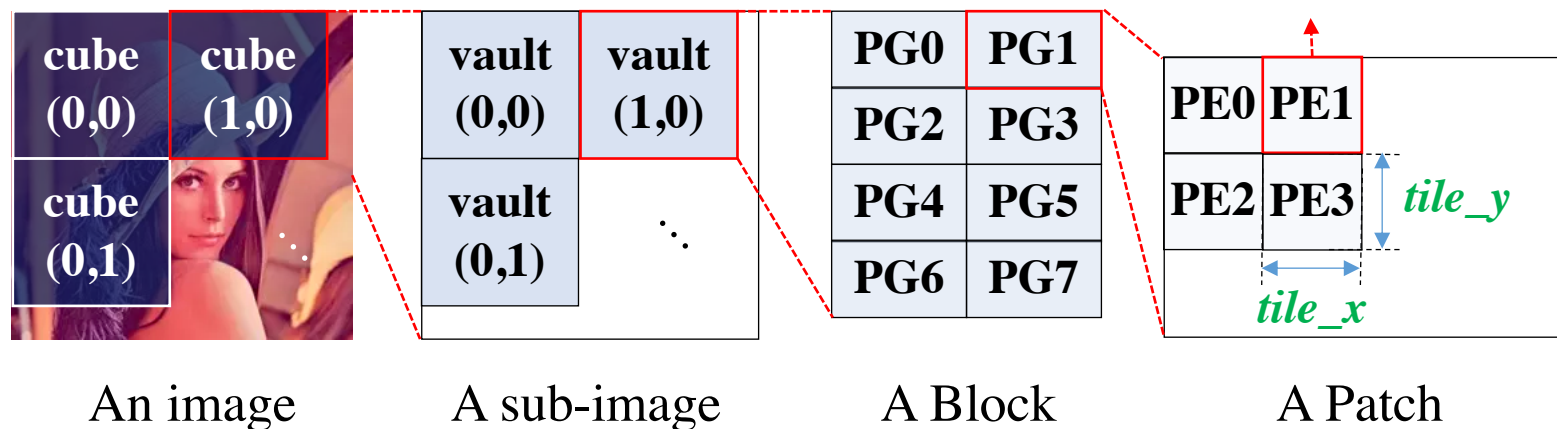 cube
(0,0)
cube
(1,0)
cube
(0,1)
An image
vault
(0,0)
vault
(1,0)
vault
(0,1)
A sub-image
PG0
PG1
PG2
PG3
PG4
PG5
PG6
PG7
A Block
PE0
PE1
PE2
PE3
tile_y
tile_x
A Patch